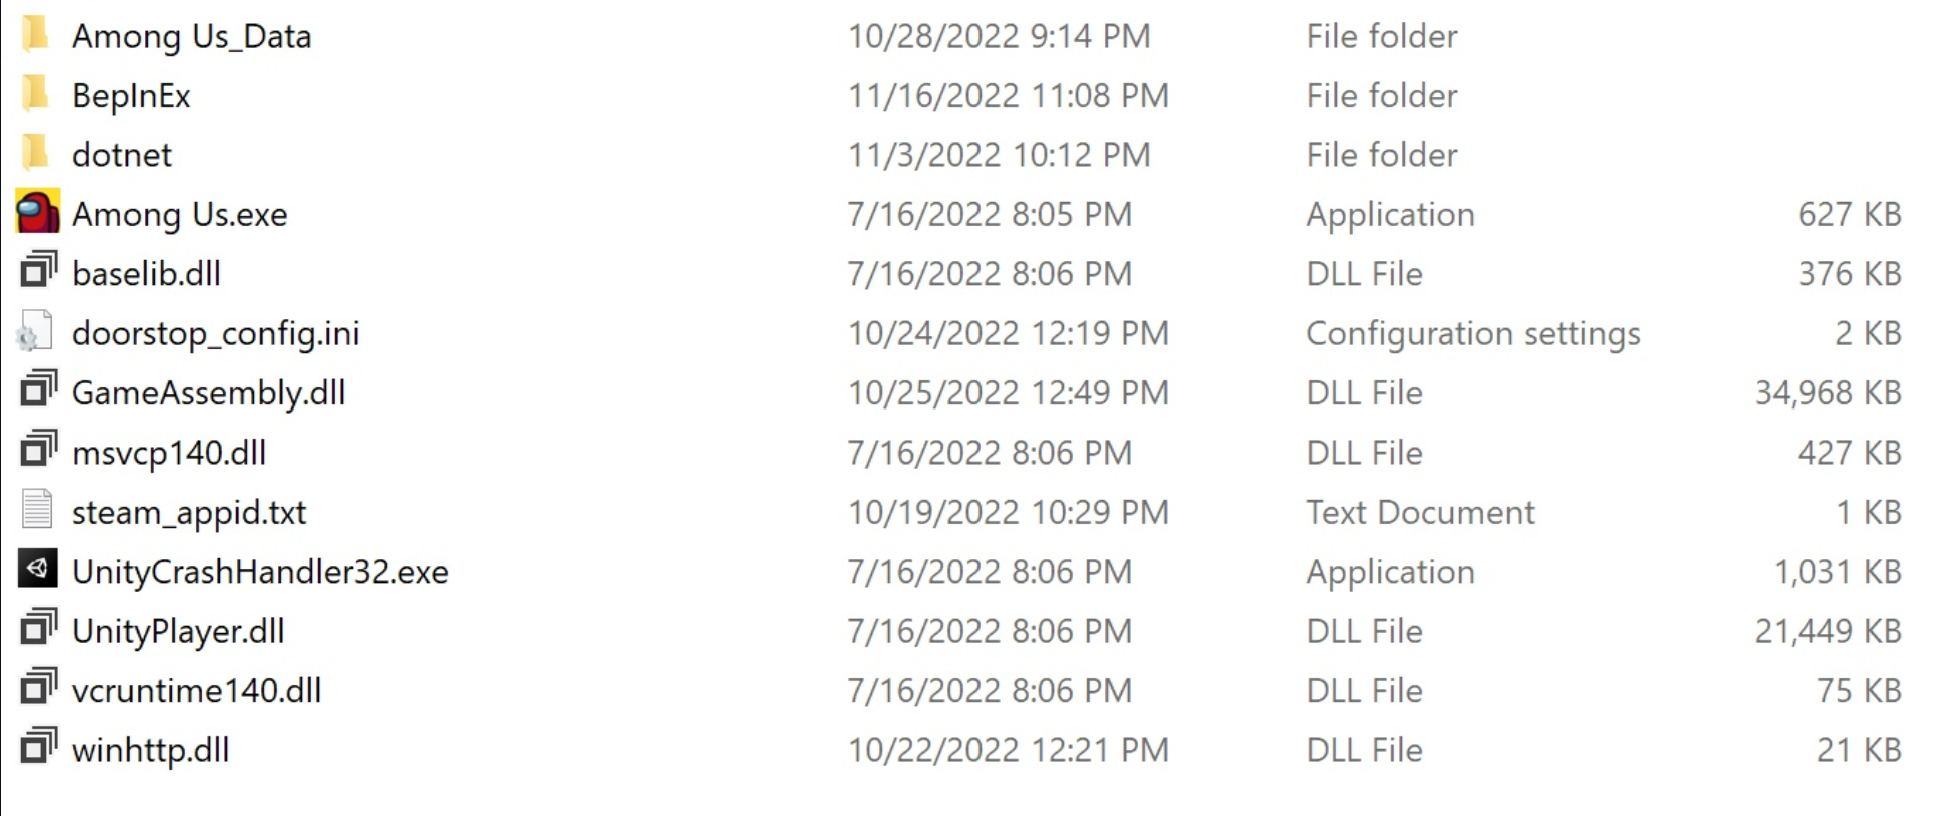 Among Us_Data 10/28/2022 9:14 PM File folder
BepInEx 11/16/2022 11:08 PM File folder
dotnet 11/3/2022 10:12 PM File folder
Among Us.exe 7/16/2022 8:05 PM Application 627 KB
baselib.dll 7/16/2022 8:06 PM DLL File 376 KB
doorstop_config.ini 10/24/2022 12:19 PM Configuration settings 2 KB
GameAssembly.dll 10/25/2022 12:49 PM DLL File 34,968 KB
msvcp140.dll 7/16/2022 8:06 PM DLL File 427 KB
steam_appid.txt 10/19/2022 10:29 PM Text Document 1 KB
UnityCrashHandler32.exe 7/16/2022 8:06 PM Application 1,031 KB
UnityPlayer.dll 7/16/2022 8:06 PM DLL File 21,449 KB
vcruntime140.dll 7/16/2022 8:06 PM DLL File 75 KB
winhttp.dll 10/22/2022 12:21 PM DLL File 21 KB